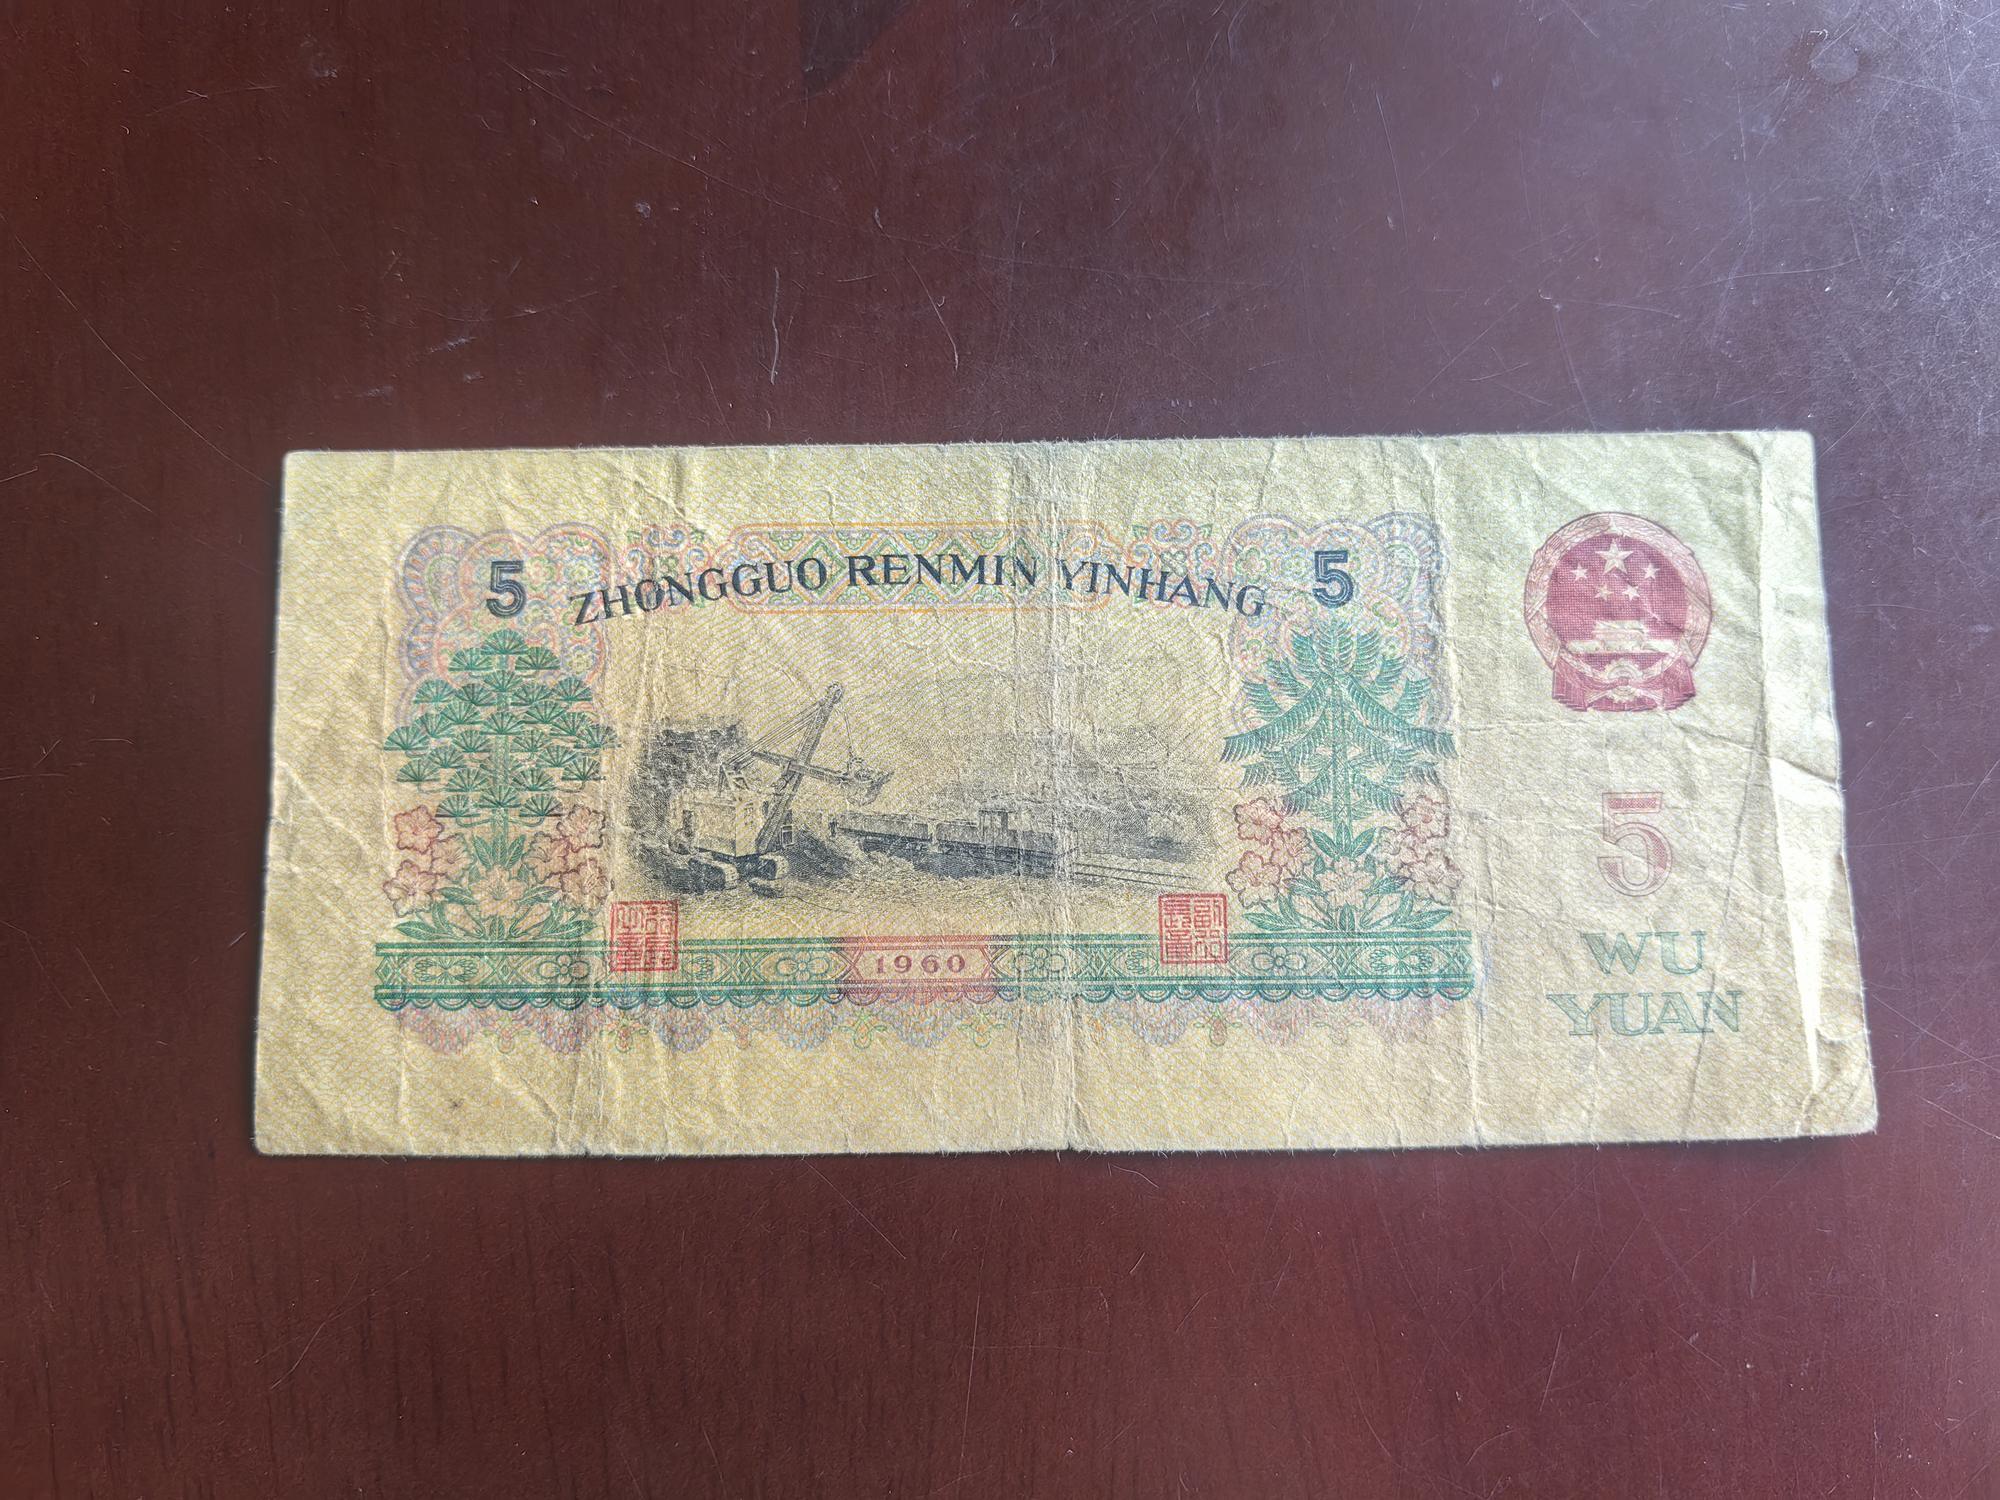 5 ZHONGGUO RENMIN YINHANG 5
5
WU
YUAN
1960